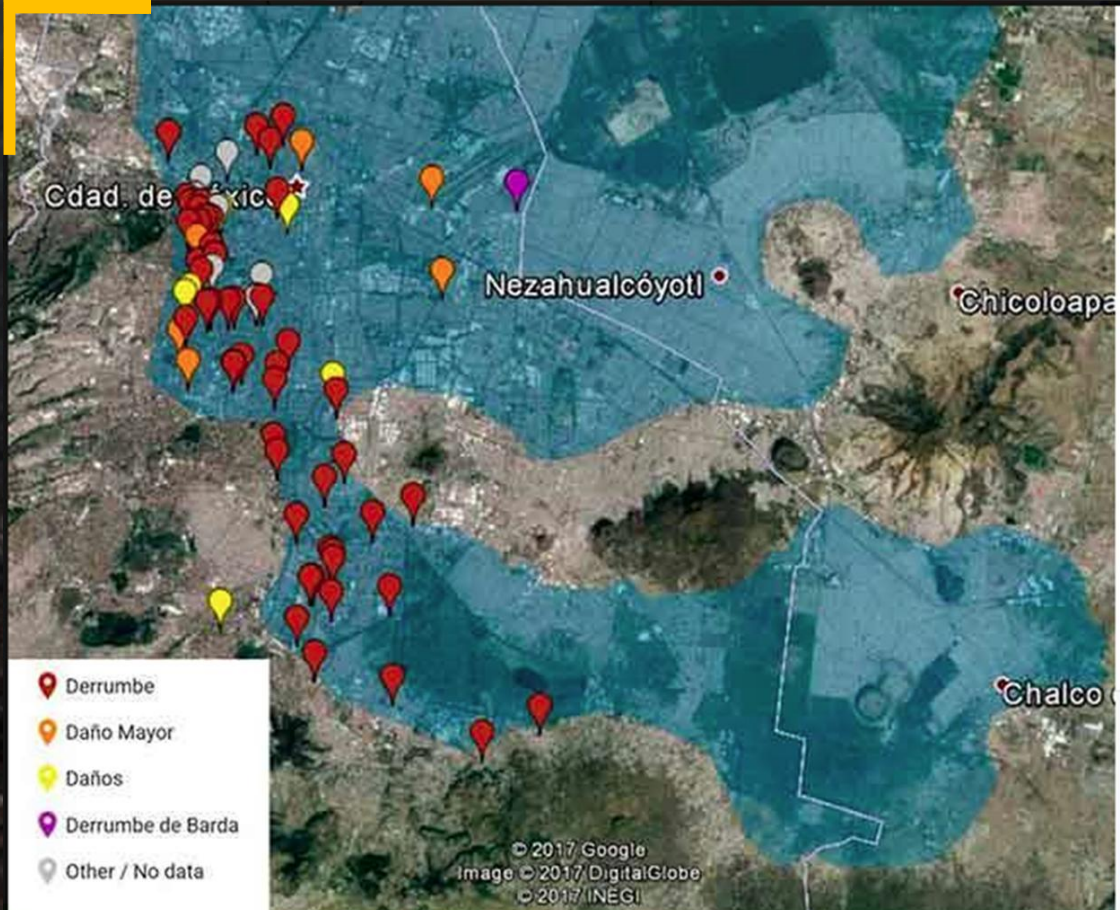 Cdad. de México
Nezahualcóyotl
Chicoloapa
Chalco
Derrumbe
Daño Mayor
Daños
Derrumbe de Barda
Other / No data
© 2017 Google
Image © 2017 DigitalGlobe
© 2017 INEGI